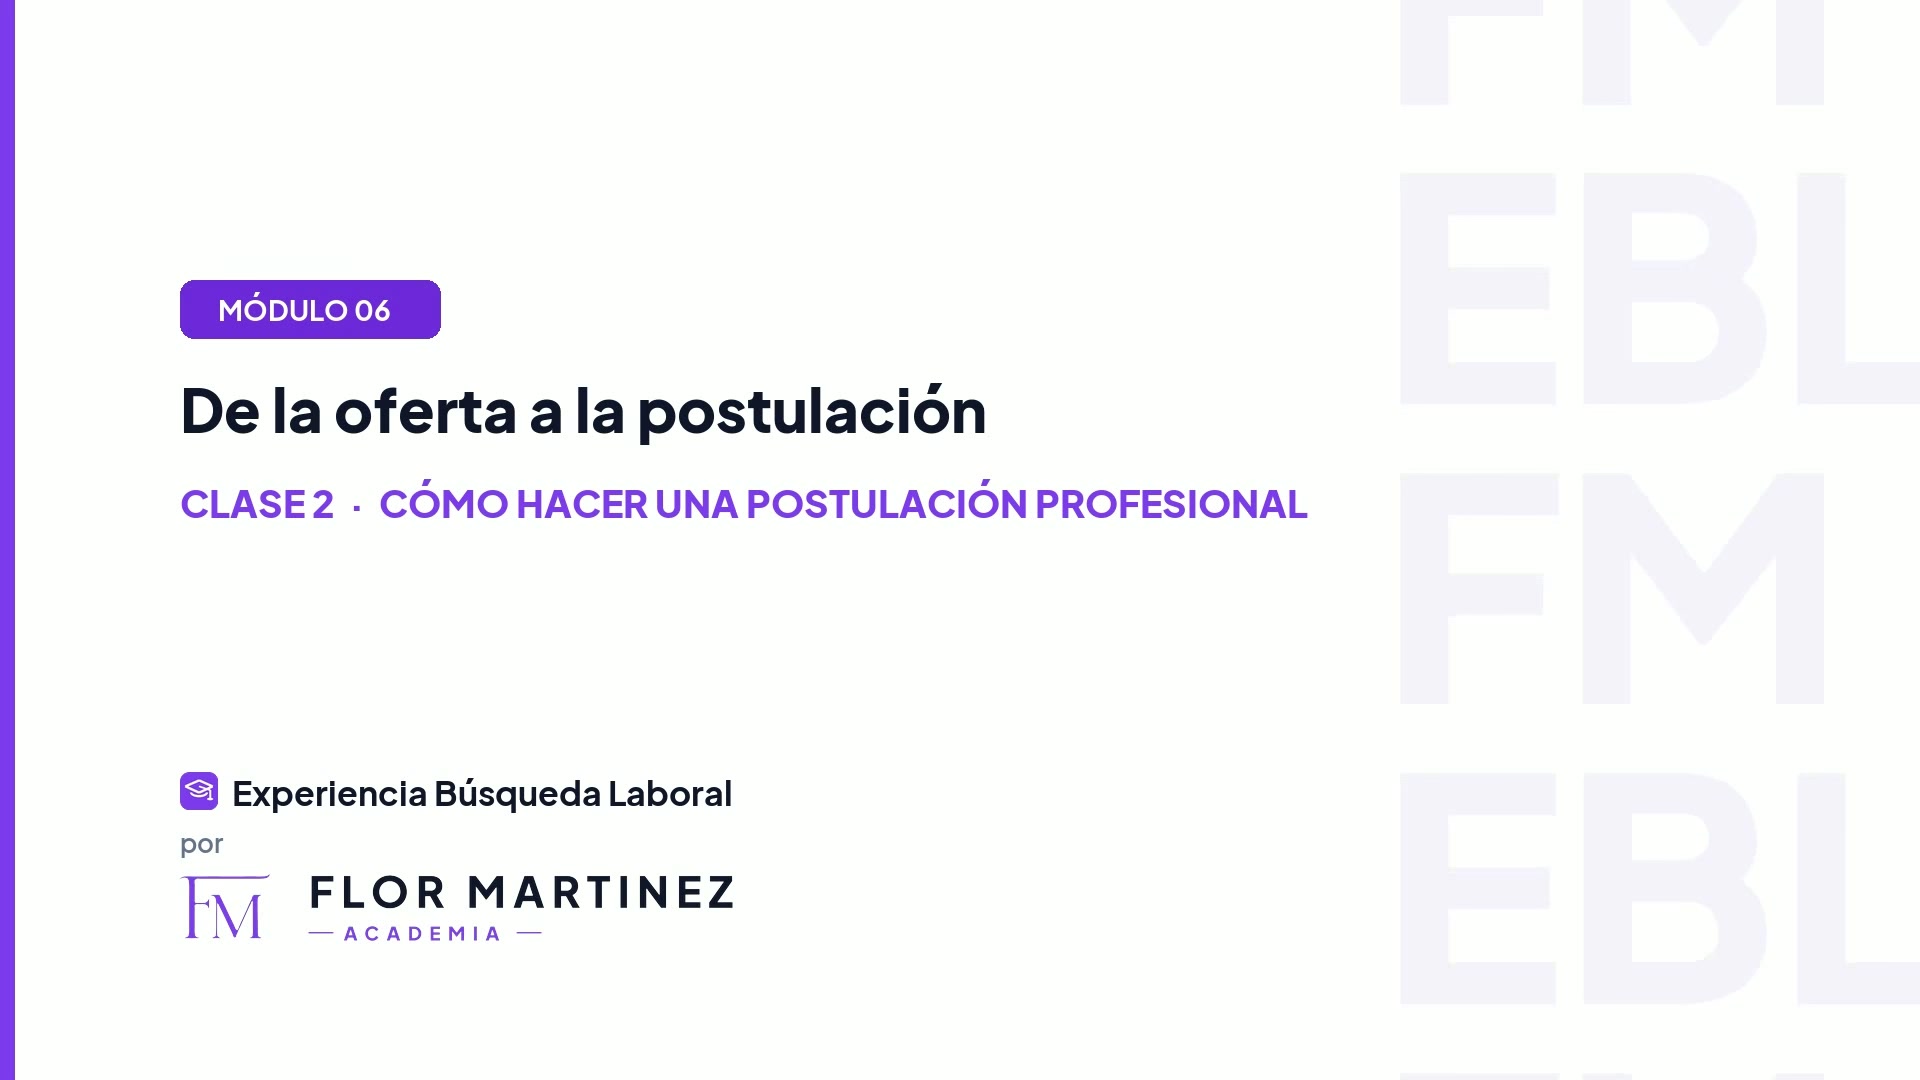 MÓDULO 06
De la oferta a la postulación
CLASE 2 · CÓMO HACER UNA POSTULACIÓN PROFESIONAL
Experiencia Búsqueda Laboral
por
FM FLOR MARTINEZ
— ACADEMIA —
FM
EBL
FM
EBL